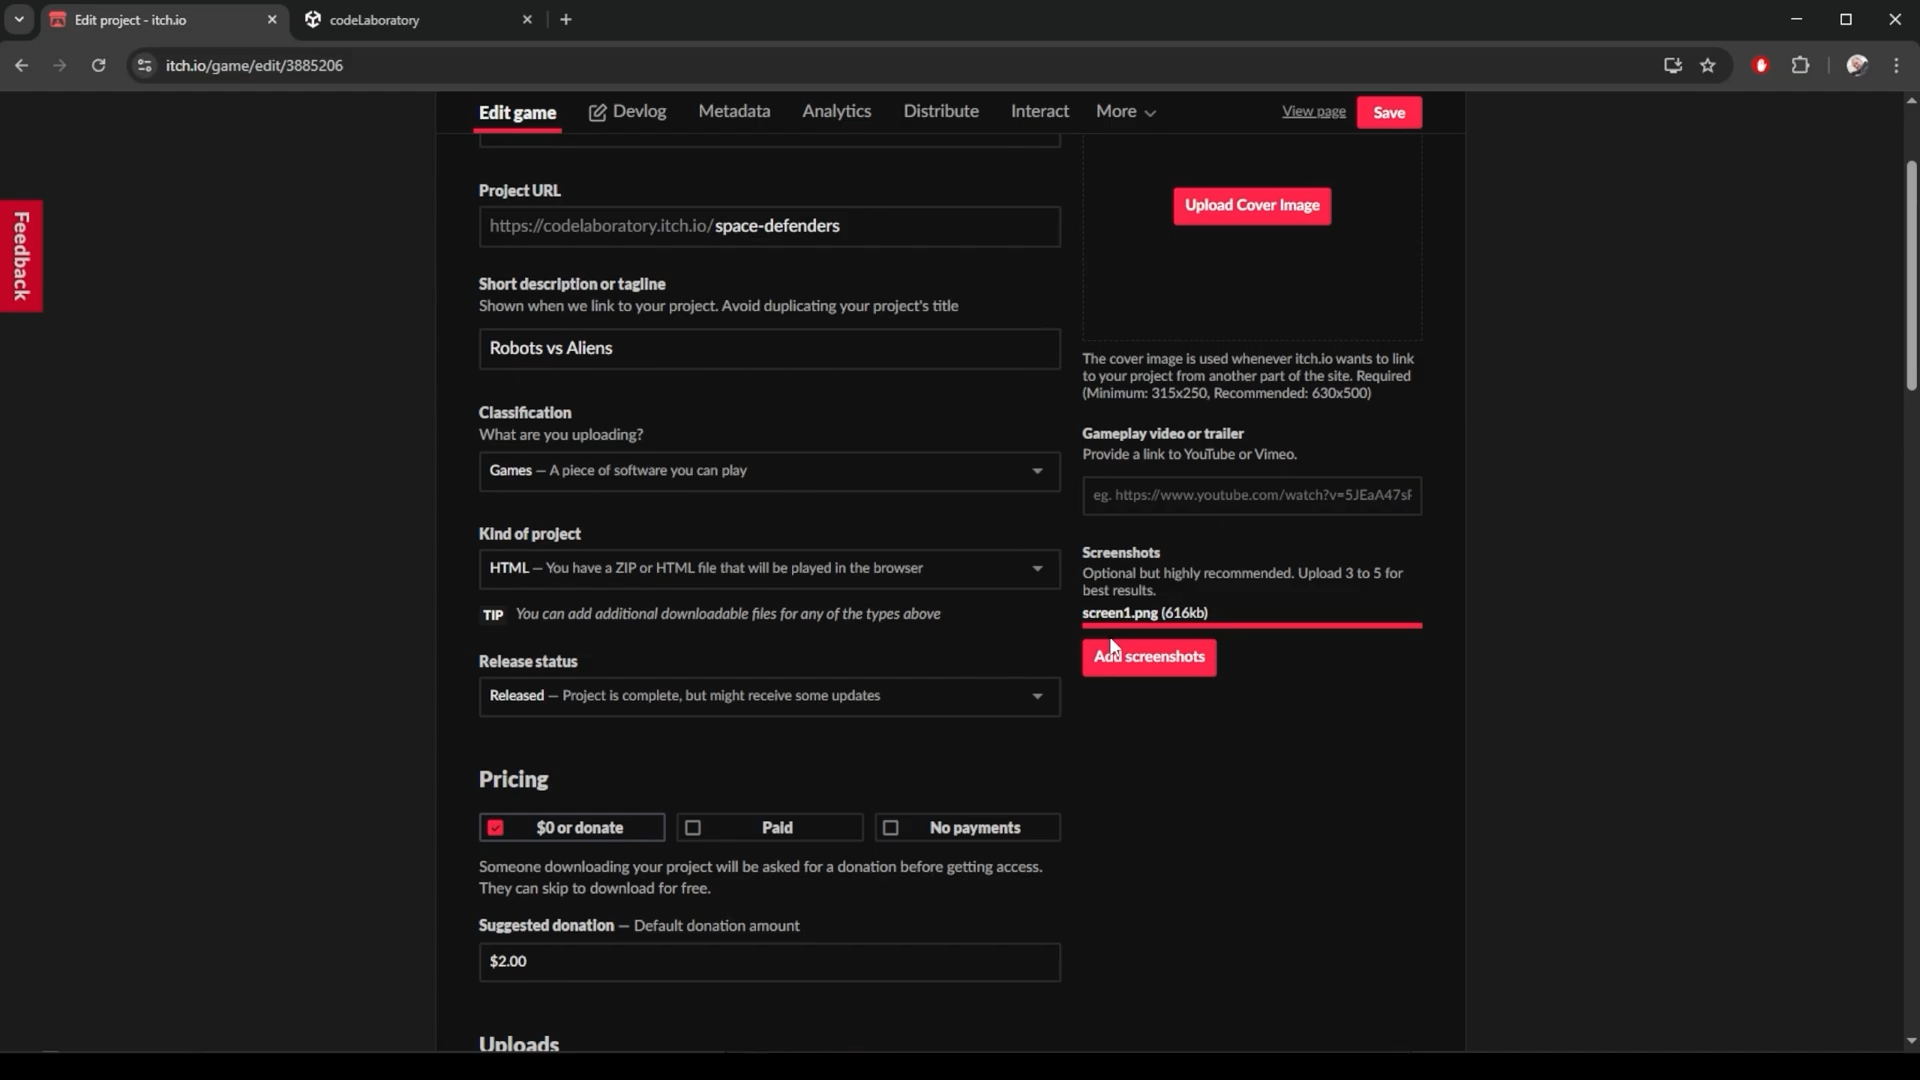 Edit project - itch.io
codeLaboratory
itch.io/game/edit/3885206
Edit game
Devlog
Metadata
Analytics
Distribute
Interact
More
View page
Save
Feedback
Project URL
https://codelaboratory.itch.io/space-defenders
Short description or tagline
Shown when we link to your project. Avoid duplicating your project's title
Robots vs Aliens
Classification
What are you uploading?
Games — A piece of software you can play
Kind of project
HTML — You have a ZIP or HTML file that will be played in the browser
TIP You can add additional downloadable files for any of the types above
Release status
Released — Project is complete, but might receive some updates
Pricing
$0 or donate
Paid
No payments
Someone downloading your project will be asked for a donation before getting access.
They can skip to download for free.
Suggested donation — Default donation amount
$2.00
Uploads
Upload Cover Image
The cover image is used whenever itch.io wants to link
to your project from another part of the site. Required
(Minimum: 315x250, Recommended: 630x500)
Gameplay video or trailer
Provide a link to YouTube or Vimeo.
eg. https://www.youtube.com/watch?v=5JEaA47sF
Screenshots
Optional but highly recommended. Upload 3 to 5 for
best results.
screen1.png (616kb)
Add screenshots